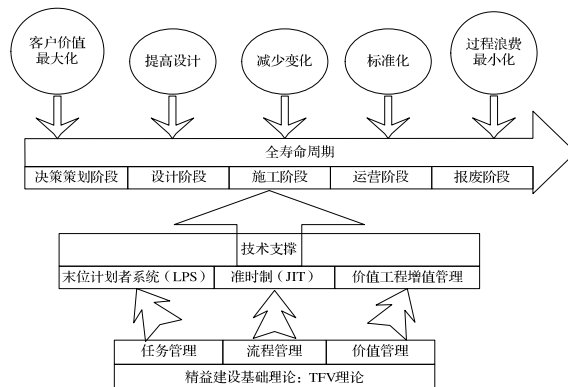 客户价值
最大化
提高设计
减少变化
标准化
过程浪费
最小化
全寿命周期
决策策划阶段
设计阶段
施工阶段
运营阶段
报废阶段
技术支撑
末位计划者系统（LPS）
准时制（JIT）
价值工程增值管理
任务管理
流程管理
价值管理
精益建设基础理论：TFV理论